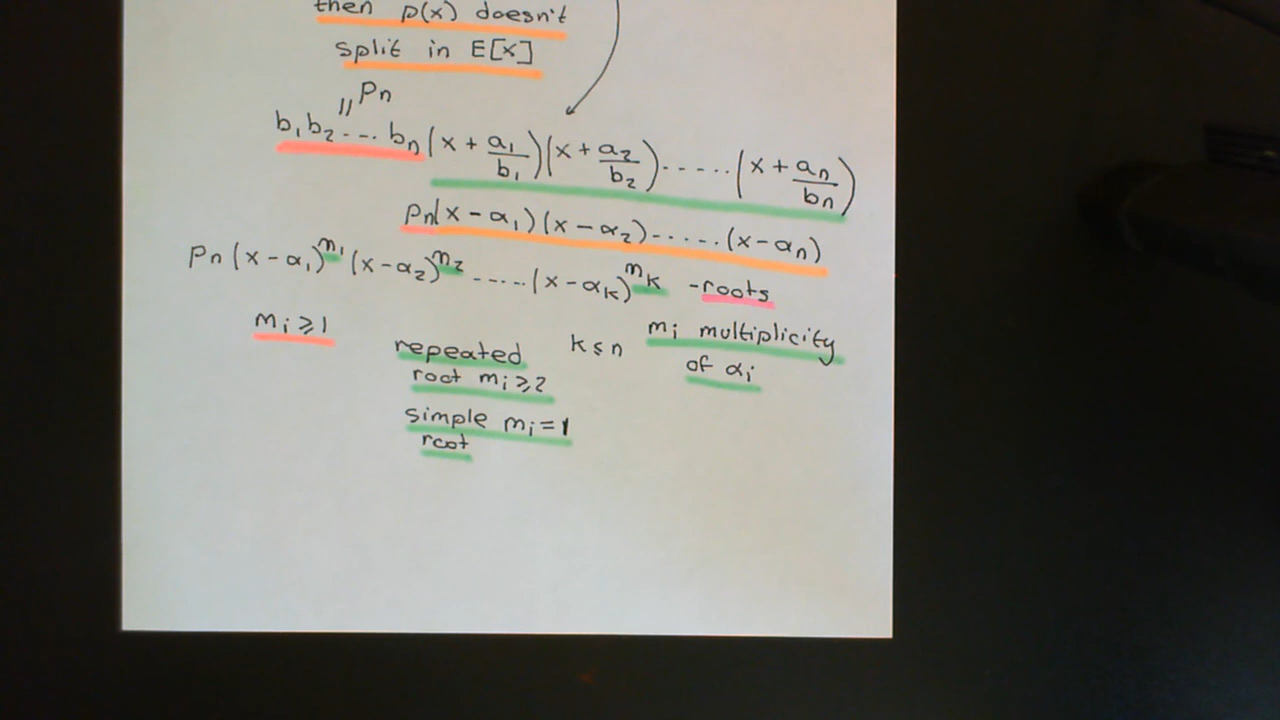 then p(x) doesn't
split in E[x]
"Pn
b₁b₂.... bₙ(x + a₁/b₁)(x + a₂/b₂).....(x + aₙ/bₙ)
pₙ(x-α₁)(x-α₂).....(x-αₙ)
pₙ(x-α₁)^m₁(x-α₂)^m₂.....(x-αₖ)^mₖ -roots
mᵢ≥1
k≤n
mᵢ multiplicity
of αᵢ
repeated
root mᵢ≥2
simple mᵢ=1
root